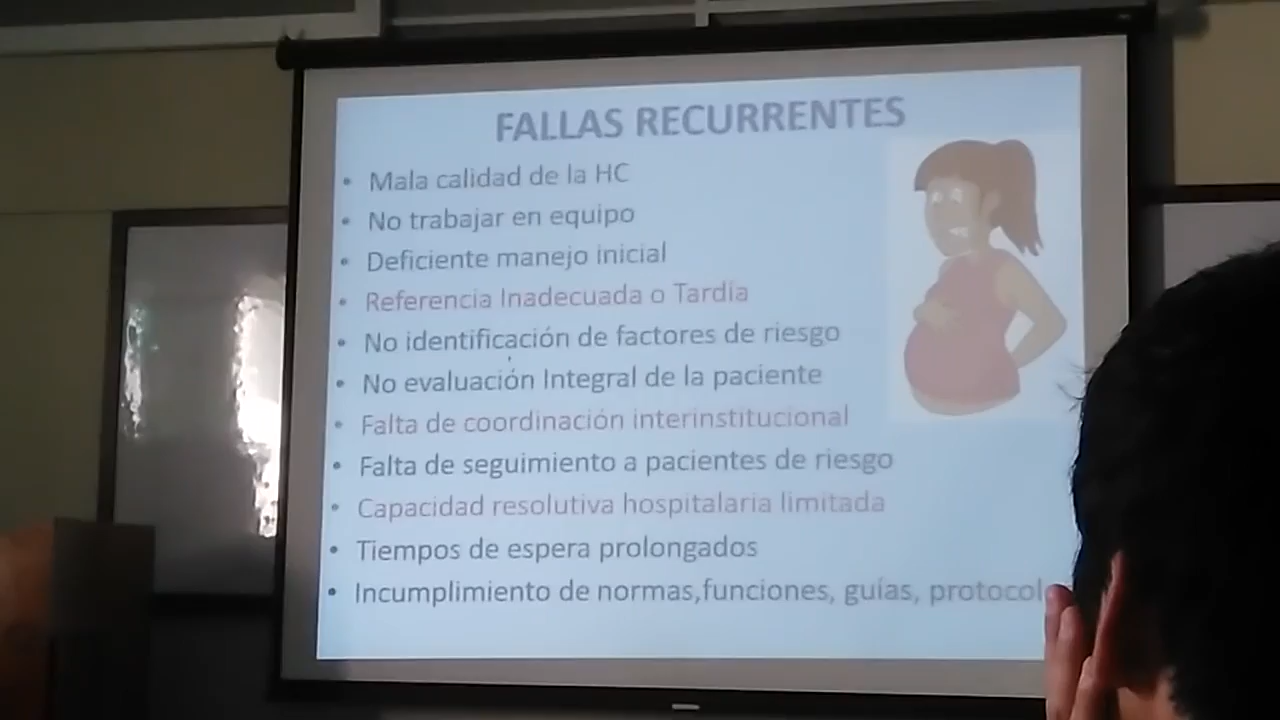 FALLAS RECURRENTES
• Mala calidad de la HC
• No trabajar en equipo
• Deficiente manejo inicial
• Referencia Inadecuada o Tardía
• No identificación de factores de riesgo
• No evaluación Integral de la paciente
• Falta de coordinación interinstitucional
• Falta de seguimiento a pacientes de riesgo
• Capacidad resolutiva hospitalaria limitada
• Tiempos de espera prolongados
• Incumplimiento de normas,funciones, guías,